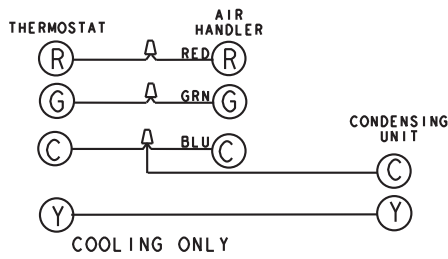 THERMOSTAT
AIR
HANDLER
R RED R
G GRN G
CONDENSING
UNIT
C BLU C
C
Y Y
COOLING ONLY